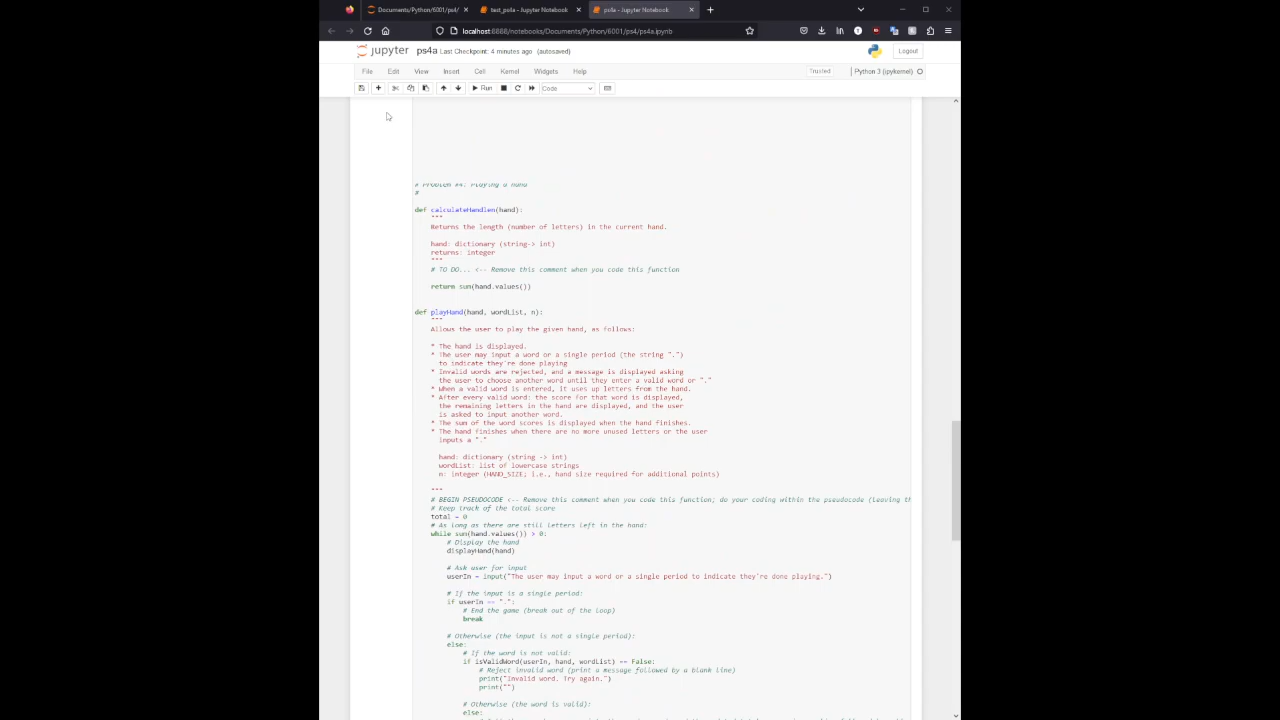 Documents/Python/6001/ps4/
test_ps4a - Jupyter Notebook
ps4a - Jupyter Notebook
localhost:8888/notebooks/Documents/Python/6001/ps4/ps4a.ipynb
jupyter ps4a Last Checkpoint: 4 minutes ago (autosaved)
Logout
File Edit View Insert Cell Kernel Widgets Help
Trusted
Python 3 (ipykernel)
Run
Code
# Problem #4: Playing a hand
#
def calculateHandlen(hand):
"""
Returns the length (number of letters) in the current hand.
hand: dictionary (string-> int)
returns: integer
"""
# TO DO... <-- Remove this comment when you code this function
return sum(hand.values())
def playHand(hand, wordList, n):
"""
Allows the user to play the given hand, as follows:
* The hand is displayed.
* The user may input a word or a single period (the string ".")
to indicate they're done playing
* Invalid words are rejected, and a message is displayed asking
the user to choose another word until they enter a valid word or "."
* When a valid word is entered, it uses up letters from the hand.
* After every valid word: the score for that word is displayed,
the remaining letters in the hand are displayed, and the user
is asked to input another word.
* The sum of the word scores is displayed when the hand finishes.
* The hand finishes when there are no more unused letters or the user
inputs a "."
hand: dictionary (string -> int)
wordList: list of lowercase strings
n: integer (HAND_SIZE; i.e., hand size required for additional points)
"""
# BEGIN PSEUDOCODE <-- Remove this comment when you code this function; do your coding within the pseudocode (leaving th
# Keep track of the total score
total = 0
# As long as there are still letters left in the hand:
while sum(hand.values()) > 0:
# Display the hand
displayHand(hand)
# Ask user for input
userIn = input("The user may input a word or a single period to indicate they're done playing.")
# If the input is a single period:
if userIn == ".":
# End the game (break out of the loop)
break
# Otherwise (the input is not a single period):
else:
# If the word is not valid:
if isValidWord(userIn, hand, wordList) == False:
# Reject invalid word (print a message followed by a blank line)
print("Invalid word. Try again.")
print("")
# Otherwise (the word is valid):
else: